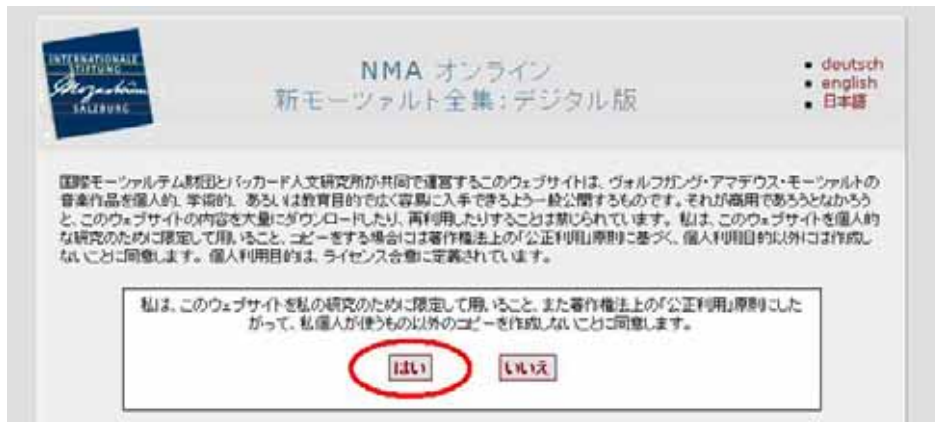 INTERNATIONALE
STIFTUNG
Mozarteum
SALZBURG
NMA オンライン
新モーツァルト全集:デジタル版
deutsch
english
日本語
国際モーツァルテム財団とパッカード人文研究所が共同で運営するこのウェブサイトは、ヴォルフガング・アマデウス・モーツァルトの
音楽作品を個人的、学術的、あるいは教育目的で広く容易に入手できるよう一般公開するものです。それが商用であろうとなかろう
と、このウェブサイトの内容を大量にダウンロードしたり、再利用したりすることは禁じられています。私は、このウェブサイトを個人的
な研究のために限定して用いること、コピーをする場合には著作権法上の「公正利用」原則に基づく、個人利用目的以外には作成し
ないことに同意します。個人利用目的は、ライセンス合意に定義されています。
私は、このウェブサイトを私の研究のために限定して用いること、また著作権法上の「公正利用」原則にした
がって、私個人が使うもの以外のコピーを作成しないことに同意します。
はい
いいえ